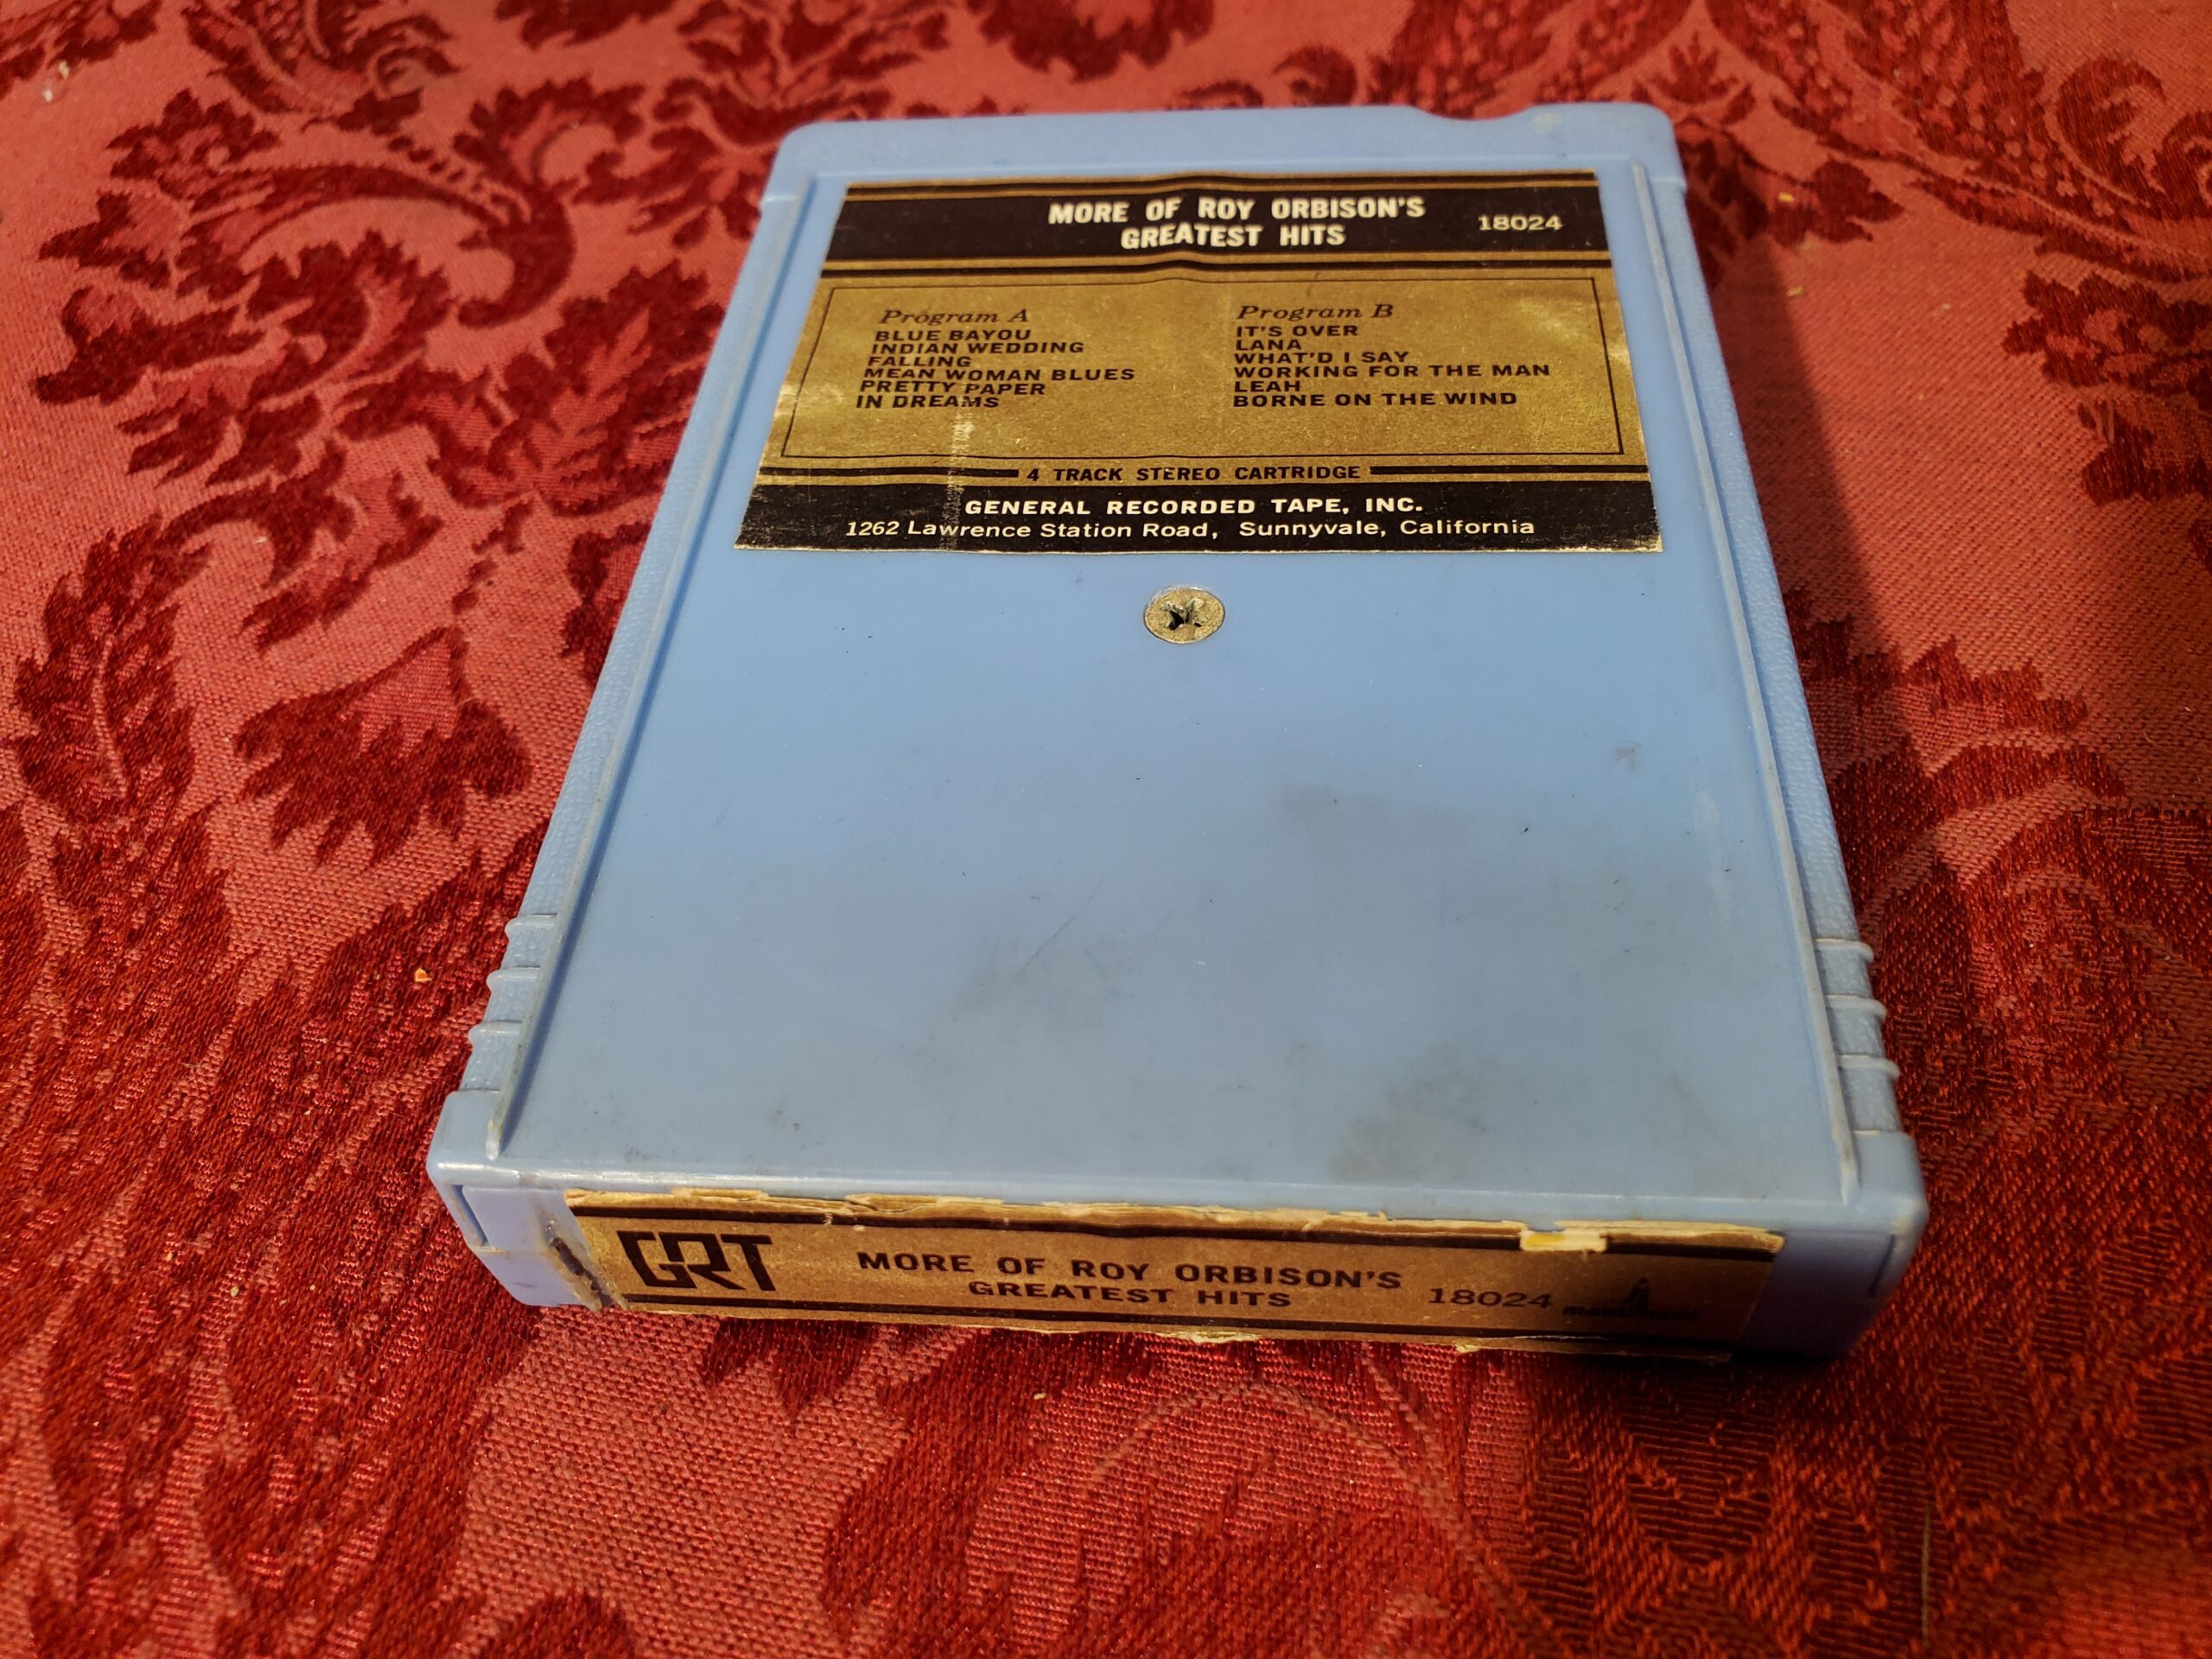 MORE OF ROY ORBISON'S
GREATEST HITS
18024
Program A
BLUE BAYOU
INDIAN WEDDING
FALLING
MEAN WOMAN BLUES
PRETTY PAPER
IN DREAMS
Program B
IT'S OVER
LANA
WHAT'D I SAY
WORKING FOR THE MAN
LEAH
BORNE ON THE WIND
4 TRACK STEREO CARTRIDGE
GENERAL RECORDED TAPE, INC.
1262 Lawrence Station Road, Sunnyvale, California
GRT
MORE OF ROY ORBISON'S
GREATEST HITS
18024